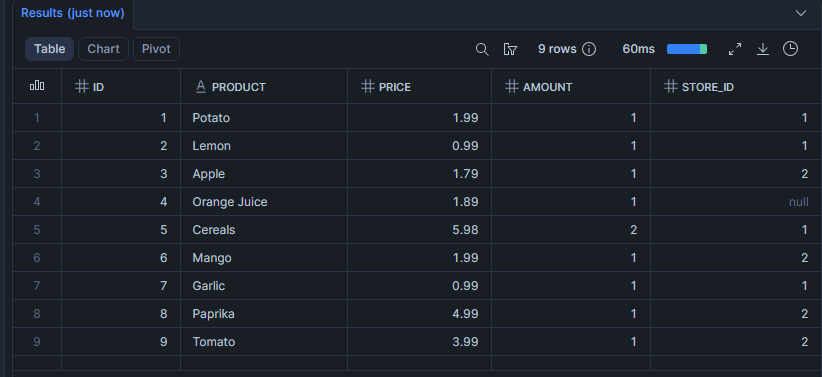 Results (just now)
Table Chart Pivot 9 rows 60ms
ID PRODUCT PRICE AMOUNT STORE_ID
1 1 Potato 1.99 1 1
2 2 Lemon 0.99 1 1
3 3 Apple 1.79 1 2
4 4 Orange Juice 1.89 1 null
5 5 Cereals 5.98 2 1
6 6 Mango 1.99 1 2
7 7 Garlic 0.99 1 1
8 8 Paprika 4.99 1 2
9 9 Tomato 3.99 1 2